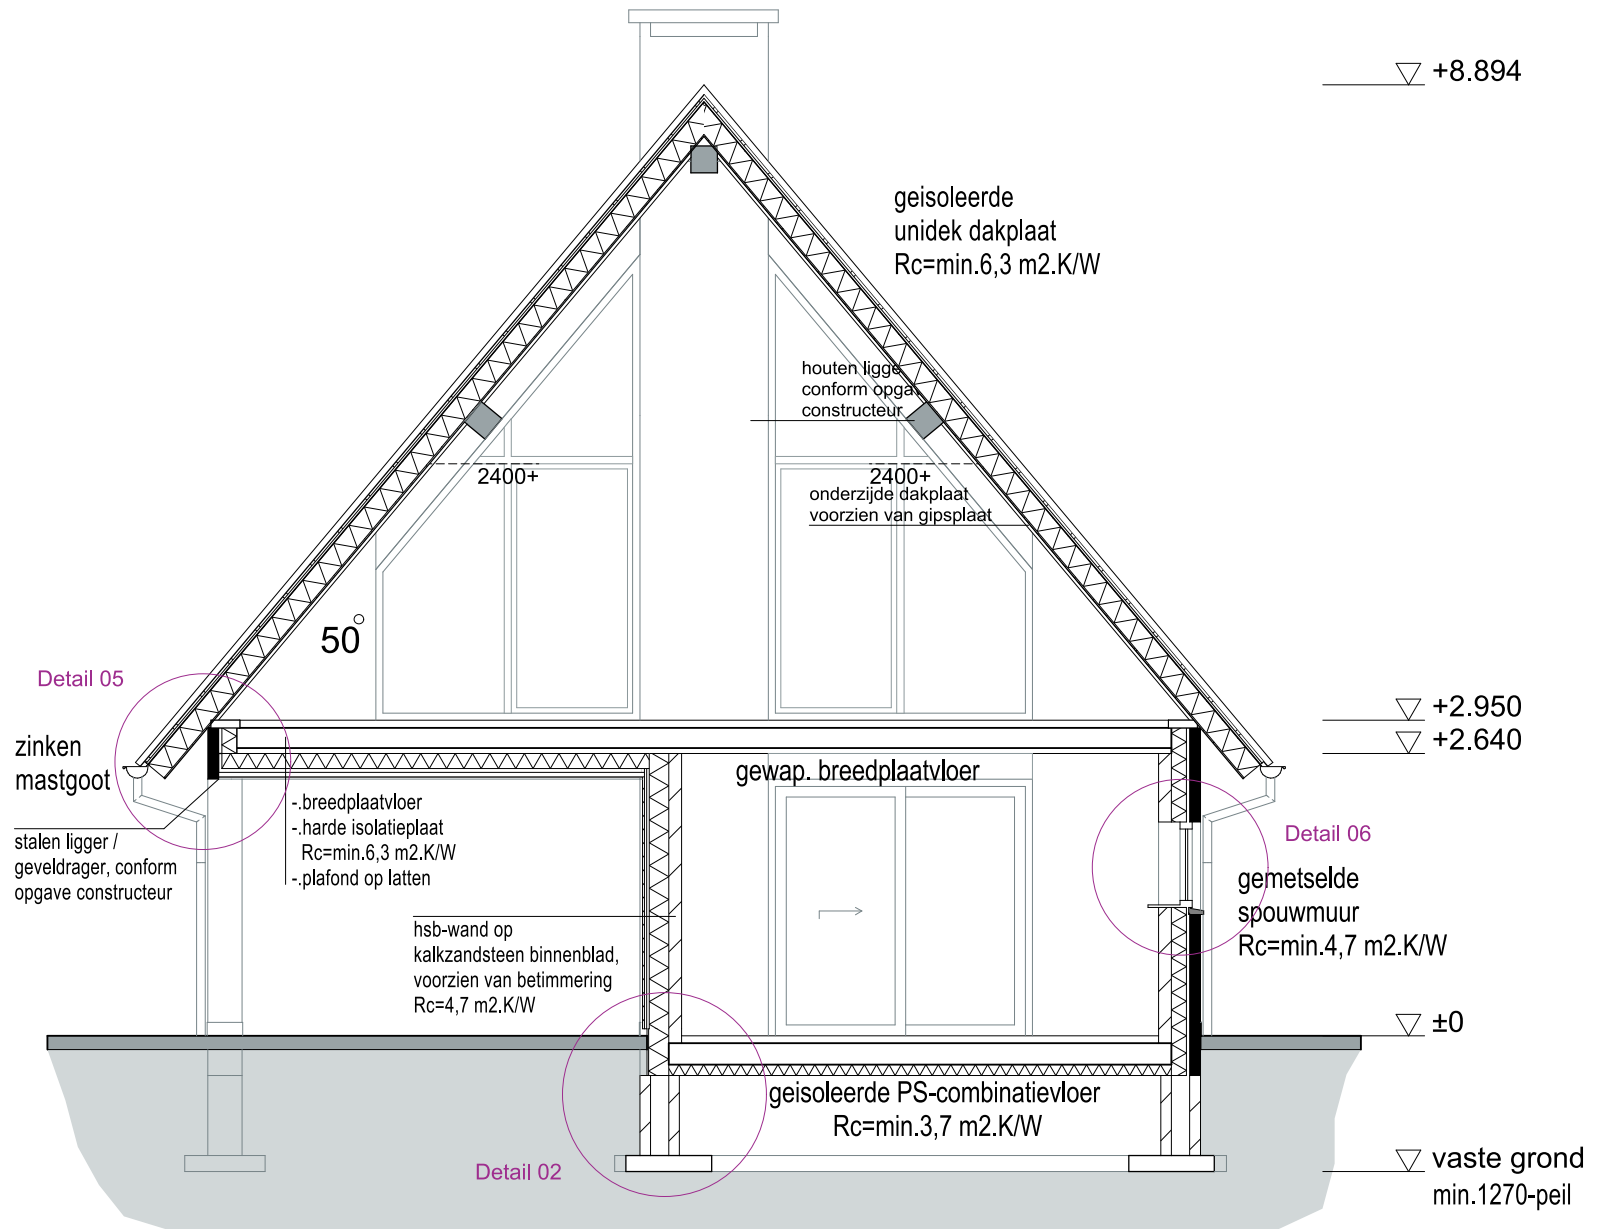 +8.894
geisoleerde
unidek dakplaat
Rc=min.6,3 m2.K/W
houten ligge
conform opga
constructeur
2400+
2400+
onderzijde dakplaat
voorzien van gipsplaat
50°
Detail 05
+2.950
+2.640
zinken
mastgoot
gewap. breedplaatvloer
-.breedplaatvloer
-.harde isolatieplaat
Rc=min.6,3 m2.K/W
-.plafond op latten
stalen ligger /
geveldrager, conform
opgave constructeur
Detail 06
gemetselde
spouwmuur
Rc=min.4,7 m2.K/W
hsb-wand op
kalkzandsteen binnenblad,
voorzien van betimmering
Rc=4,7 m2.K/W
±0
geisoleerde PS-combinatievloer
Rc=min.3,7 m2.K/W
Detail 02
vaste grond
min.1270-peil